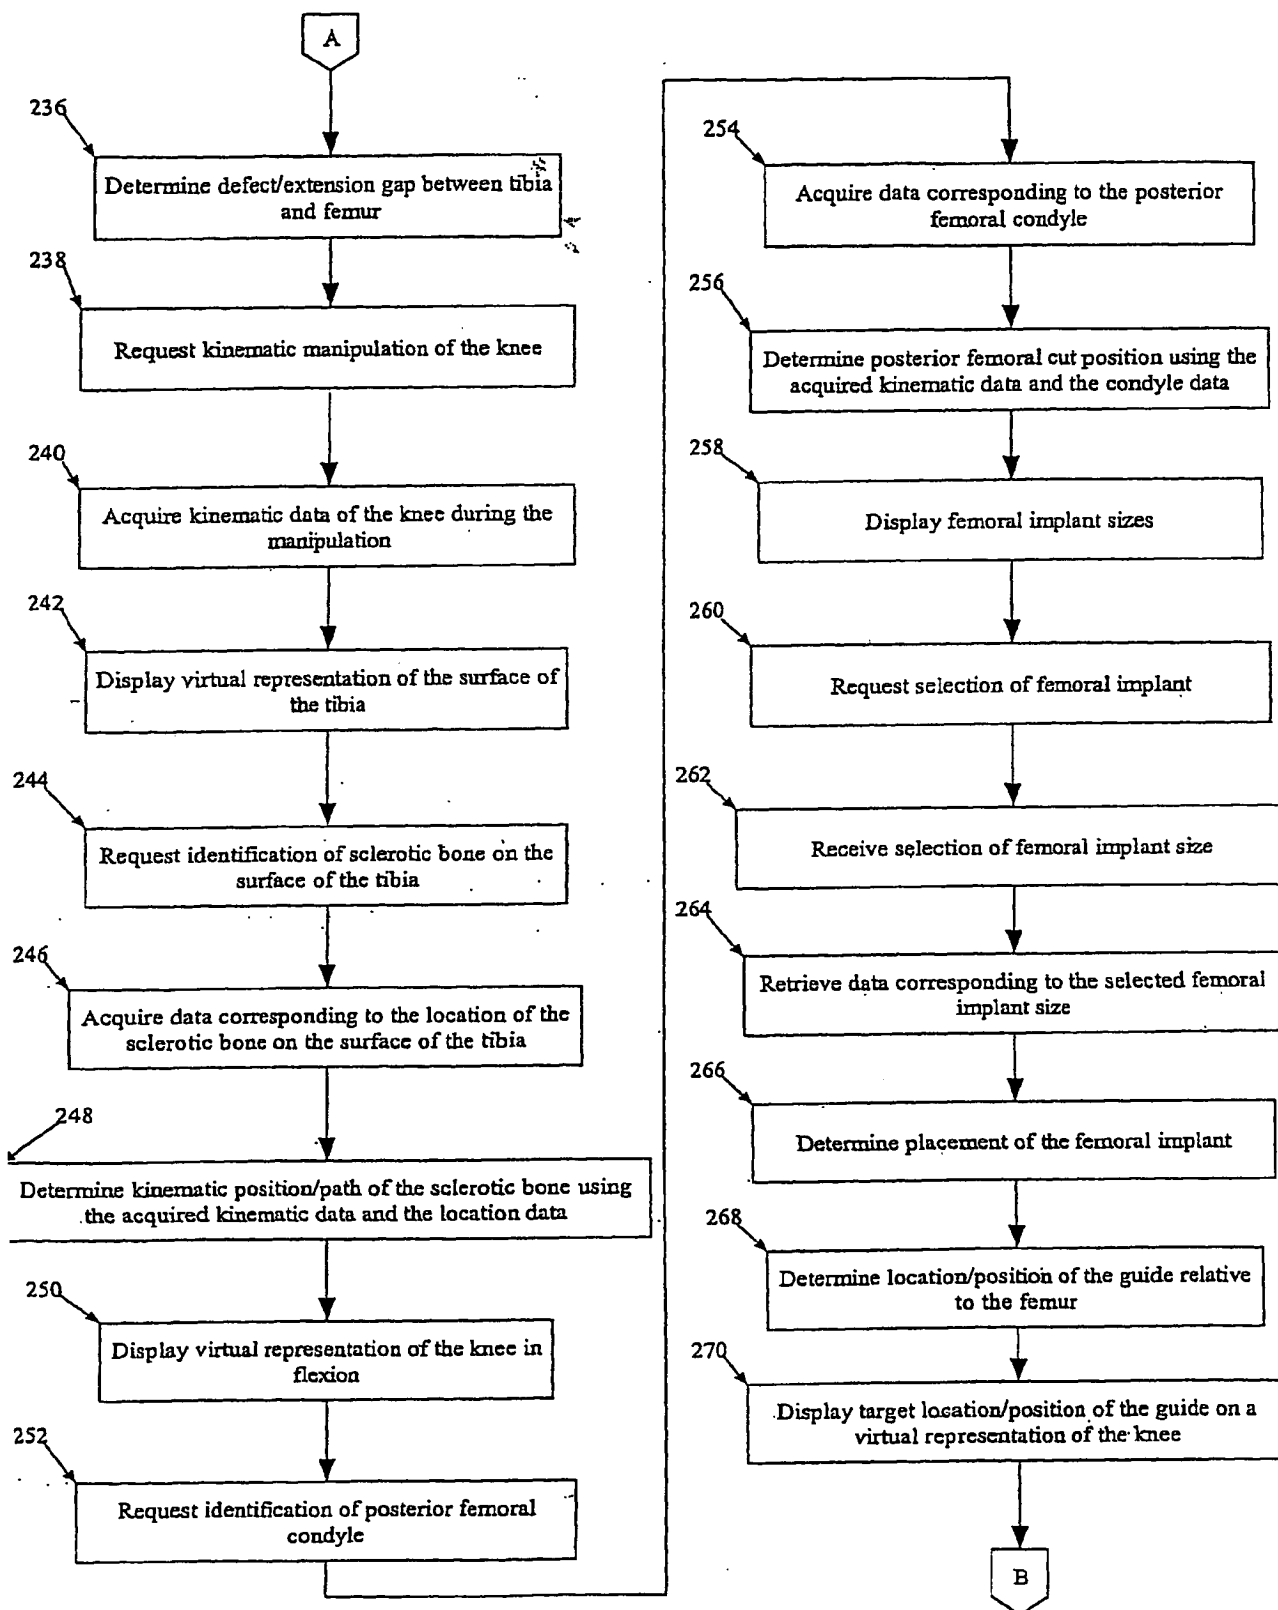 A
236
Determine defect/extension gap between tibia
and femur
238
Request kinematic manipulation of the knee
240
Acquire kinematic data of the knee during the
manipulation
242
Display virtual representation of the surface of
the tibia
244
Request identification of sclerotic bone on the
surface of the tibia
246
Acquire data corresponding to the location of the
sclerotic bone on the surface of the tibia
248
Determine kinematic position/path of the sclerotic bone using
the acquired kinematic data and the location data
250
Display virtual representation of the knee in
flexion
252
Request identification of posterior femoral
condyle
254
Acquire data corresponding to the posterior
femoral condyle
256
Determine posterior femoral cut position using the
acquired kinematic data and the condyle data
258
Display femoral implant sizes
260
Request selection of femoral implant
262
Receive selection of femoral implant size
264
Retrieve data corresponding to the selected femoral
implant size
266
Determine placement of the femoral implant
268
Determine location/position of the guide relative
to the femur
270
Display target location/position of the guide on a
virtual representation of the knee
B